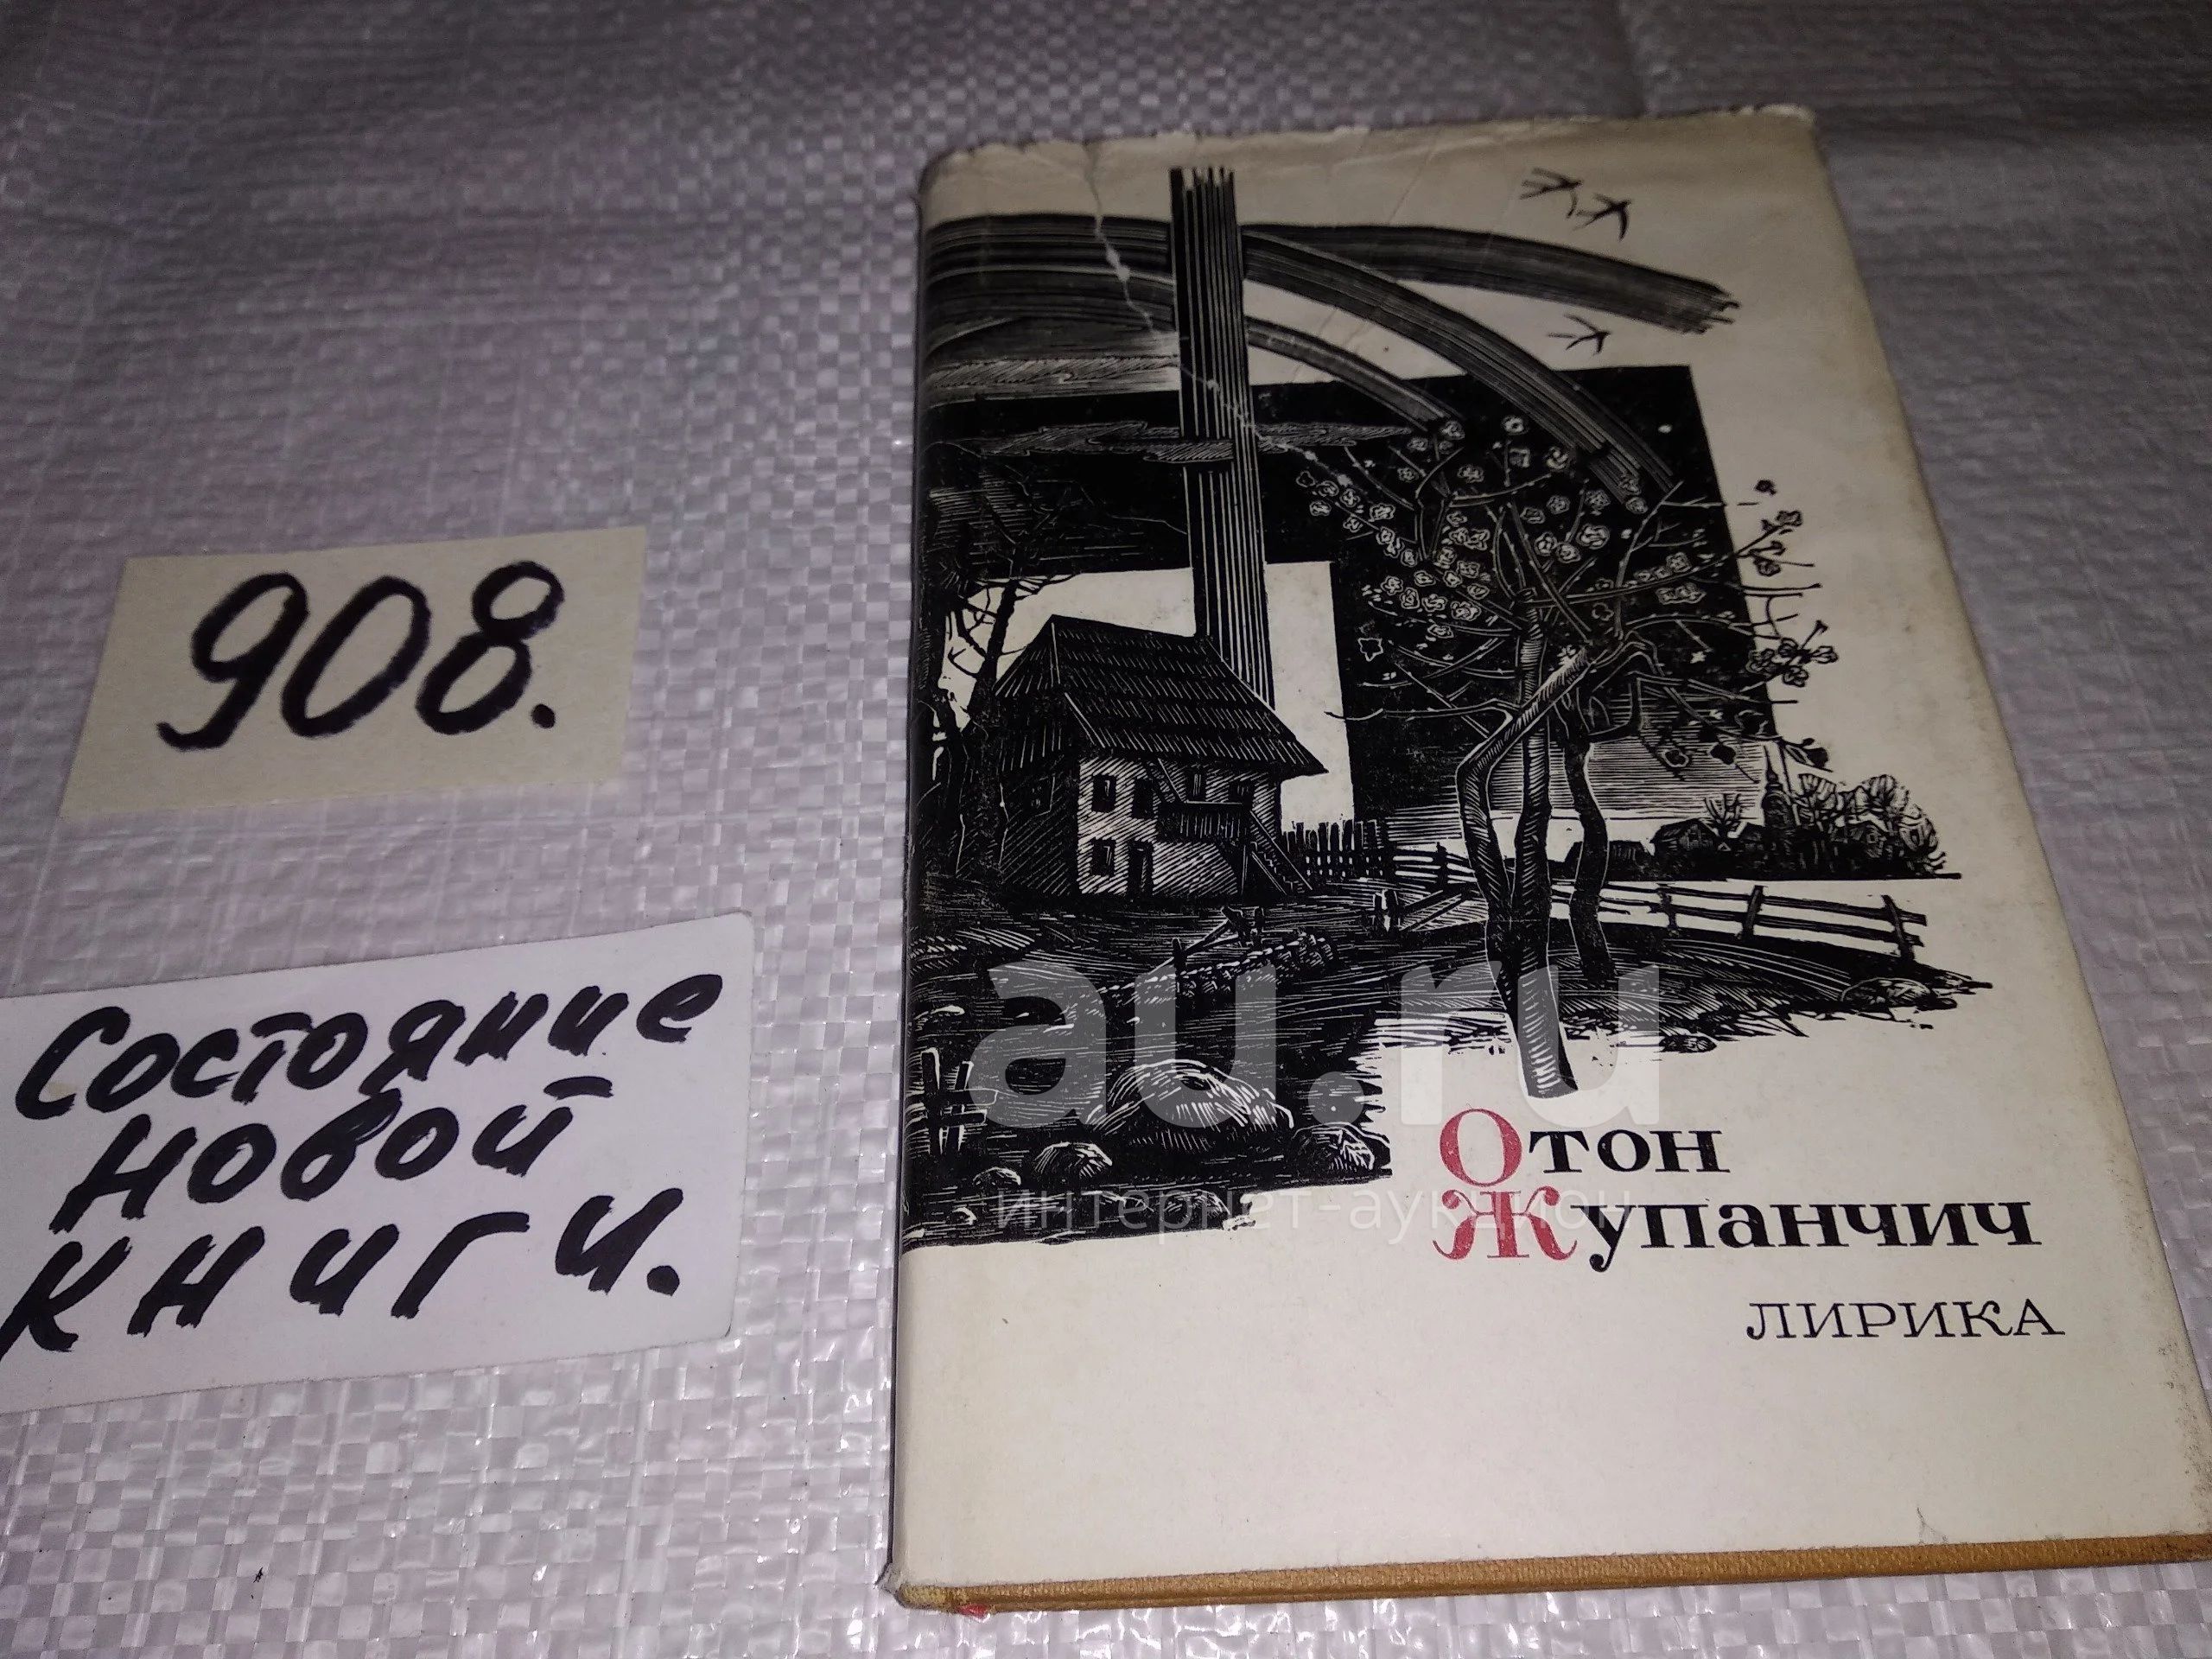 908.
Состояние
новой
книги.
au.ru
интернет-аукцион
Отон
Жупанчич
ЛИРИКА